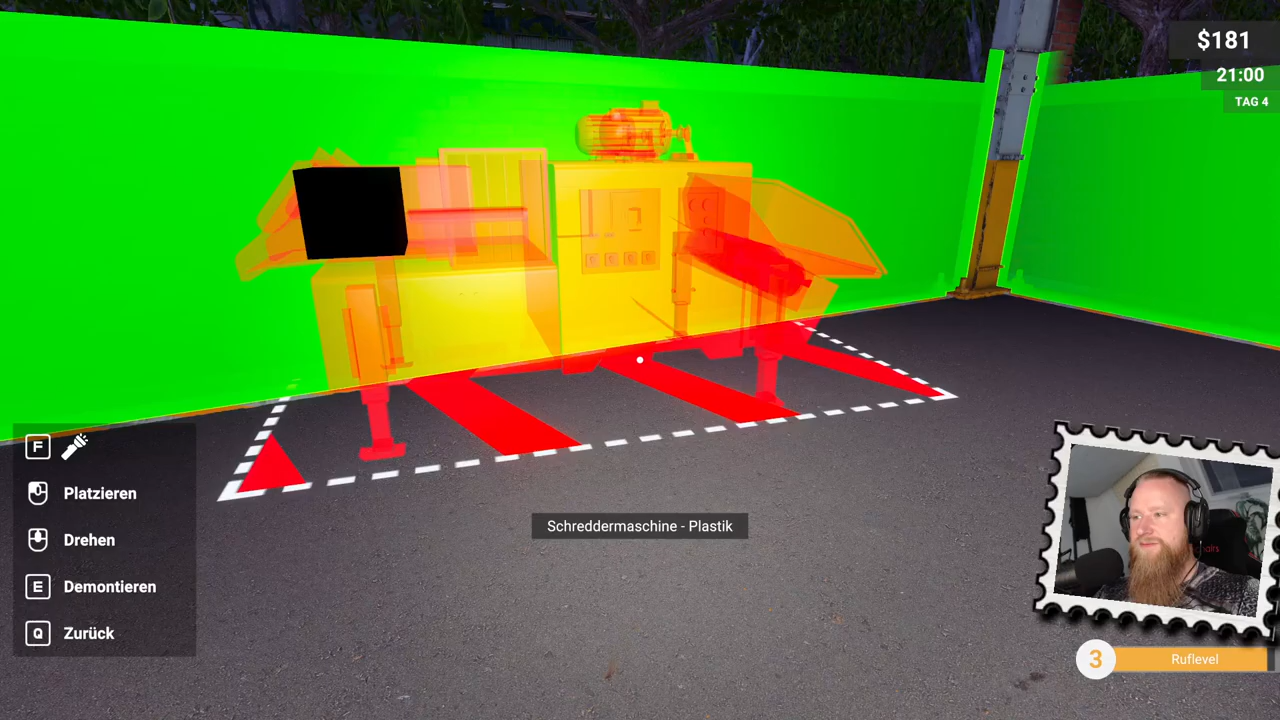 $181
21:00
TAG 4
F
Platzieren
Drehen
E Demontieren
Q Zurück
Schreddermaschine - Plastik
3 Ruflevel